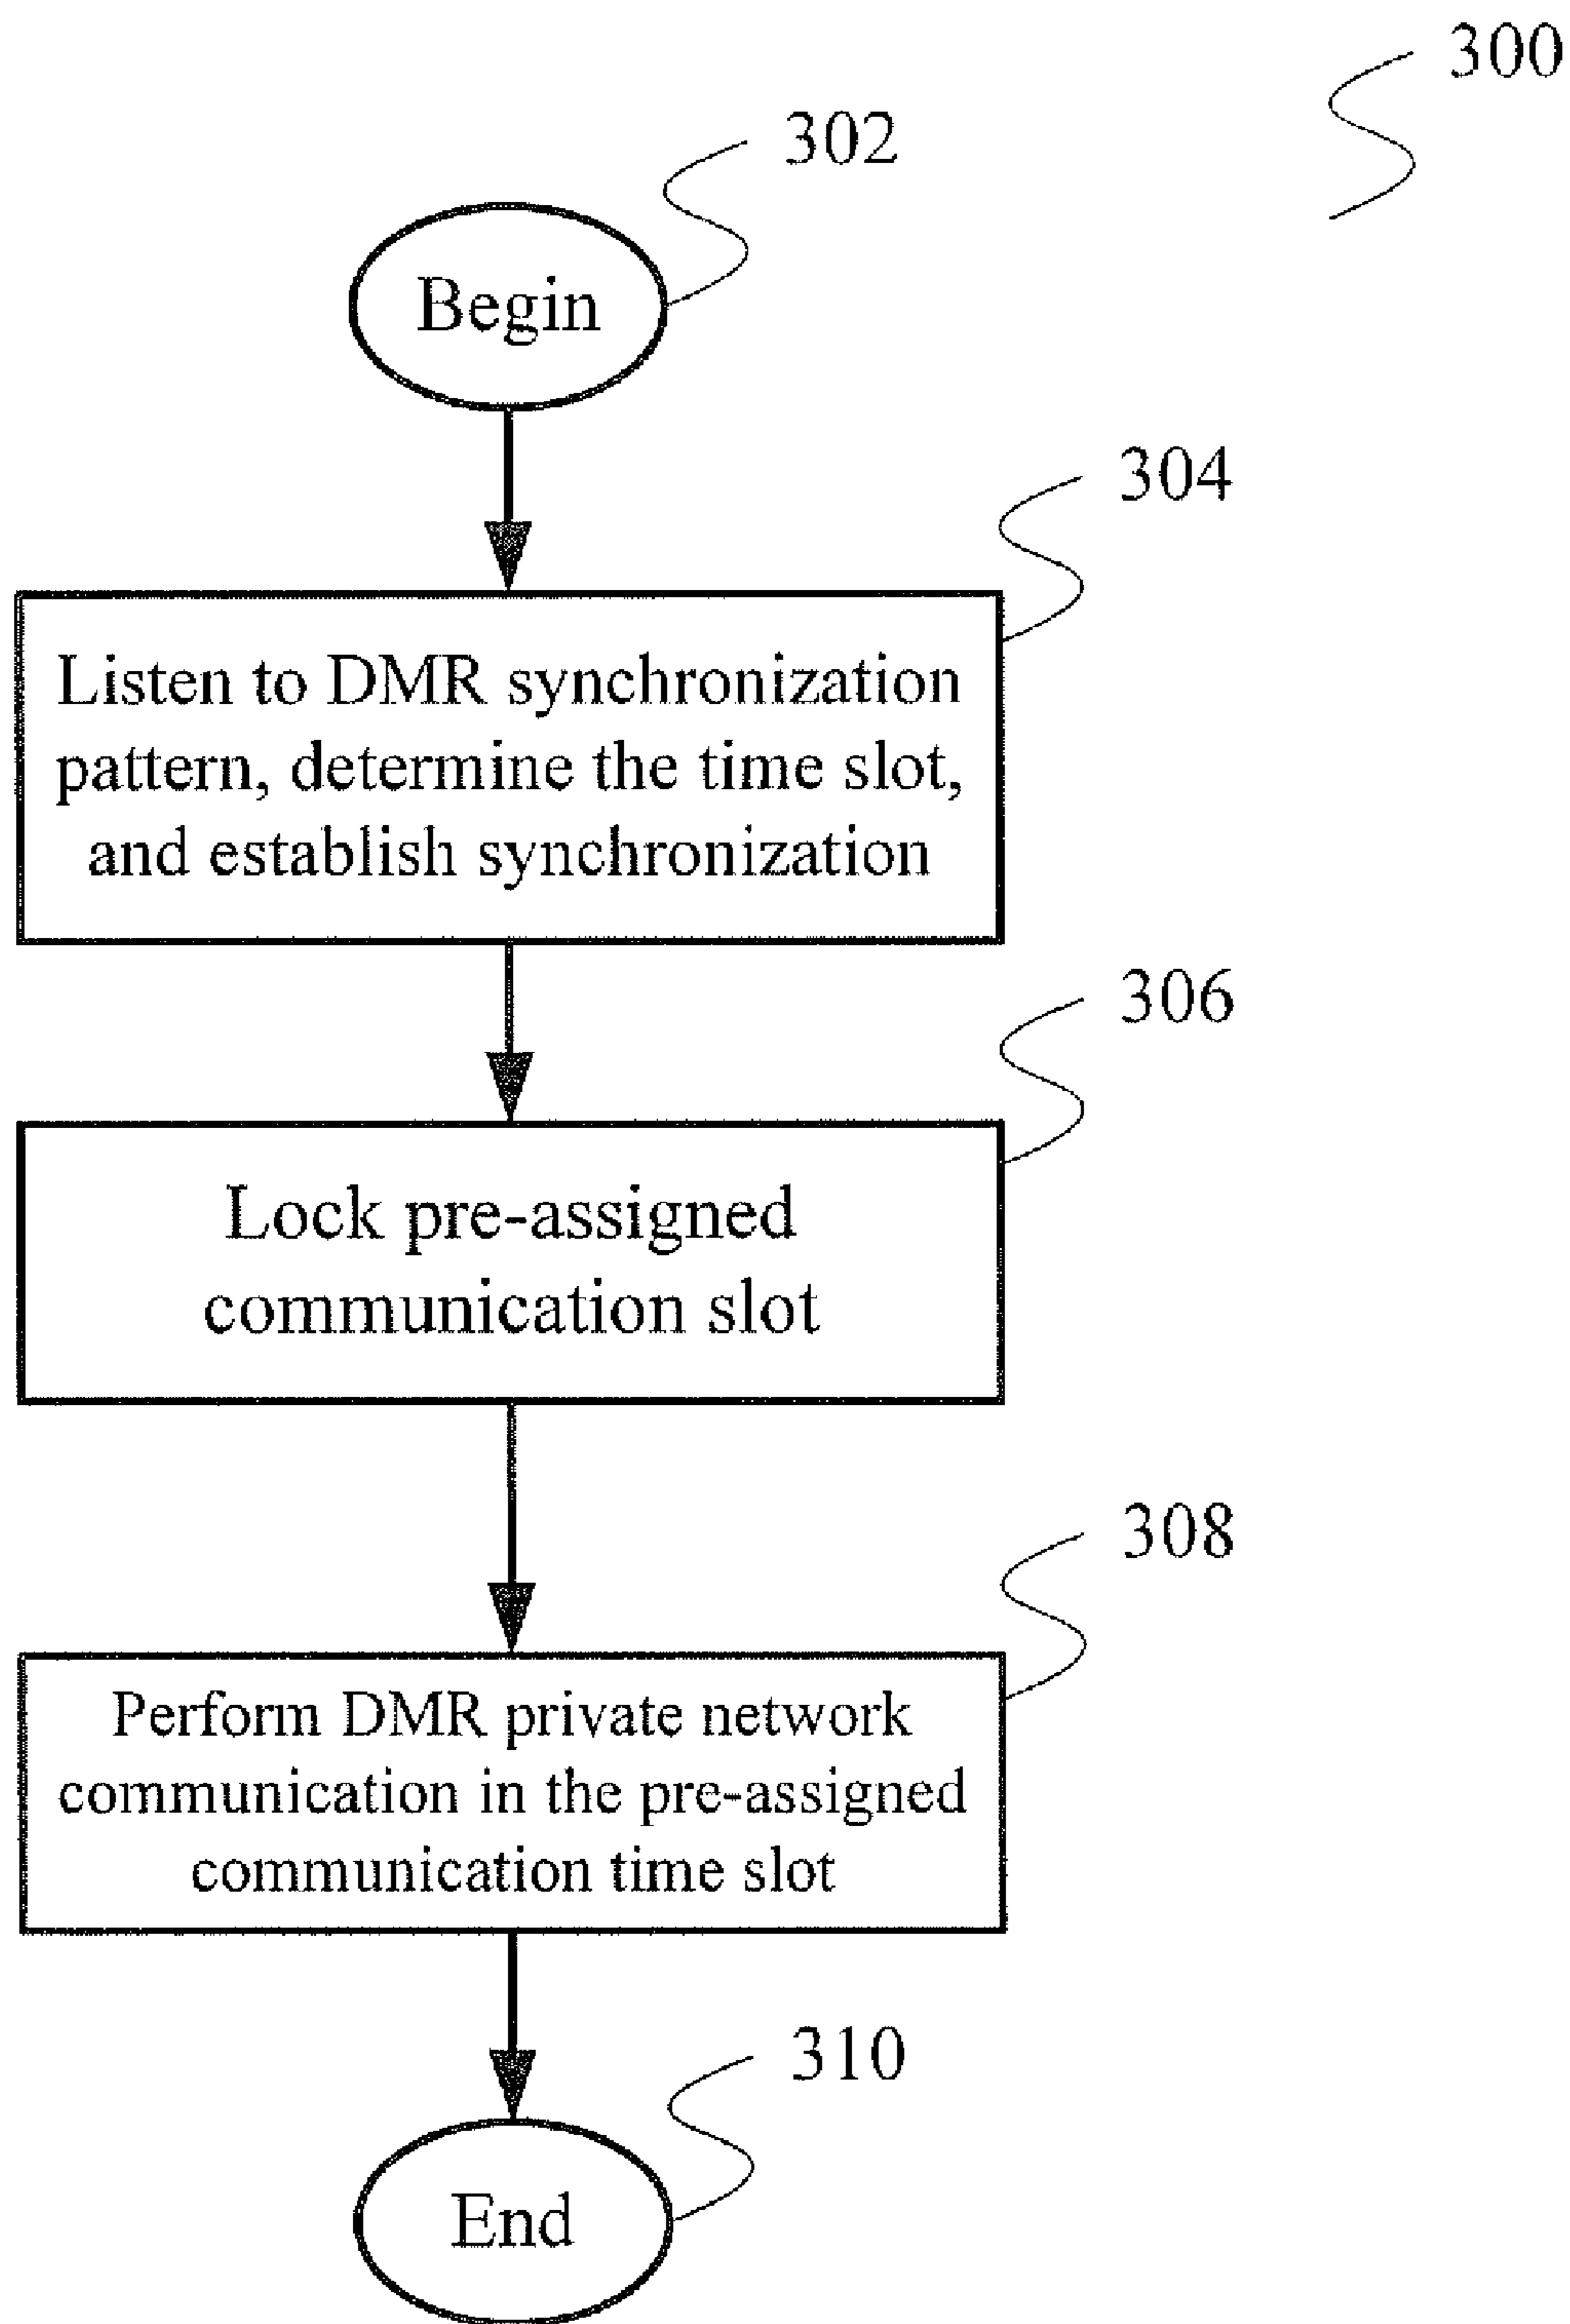 300
302
Begin
304
Listen to DMR synchronization
pattern, determine the time slot,
and establish synchronization
306
Lock pre-assigned
communication slot
308
Perform DMR private network
communication in the pre-assigned
communication time slot
310
End